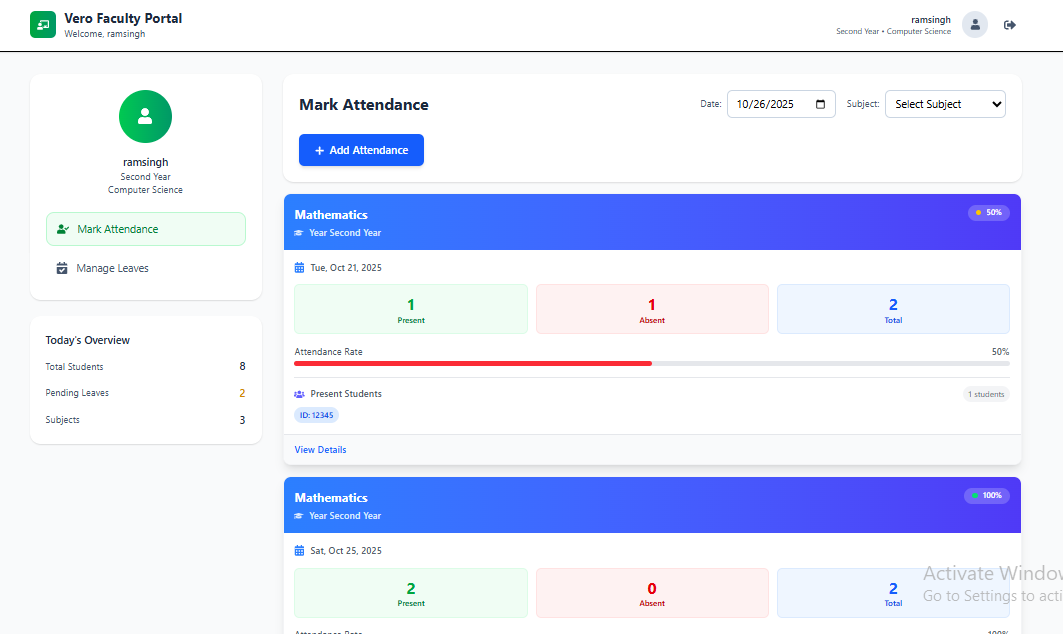 Vero Faculty Portal
Welcome, ramsingh
ramsingh
Second Year • Computer Science
ramsingh
Second Year
Computer Science
Mark Attendance
Manage Leaves
Today's Overview
Total Students 8
Pending Leaves 2
Subjects 3
Mark Attendance
Date: 10/26/2025 Subject: Select Subject
+ Add Attendance
Mathematics
50%
Year Second Year
Tue, Oct 21, 2025
1 1 2
Present Absent Total
Attendance Rate 50%
Present Students 1 students
ID: 12345
View Details
Mathematics
100%
Year Second Year
Sat, Oct 25, 2025
2 0 2
Present Absent Total
Attendance Rate 100%
Activate Window
Go to Settings to acti